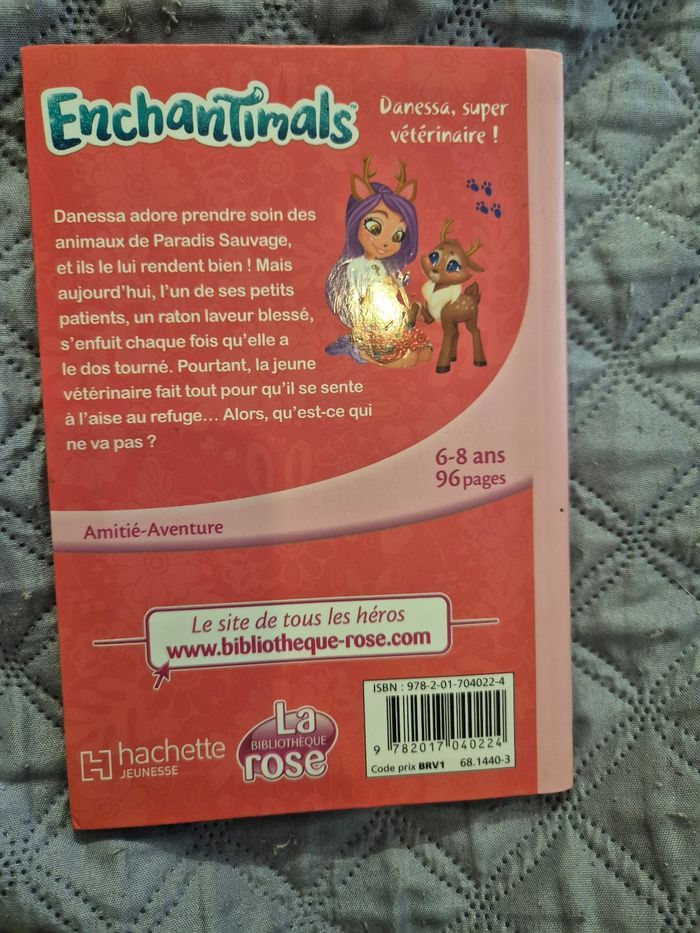 Enchantimals™
Danessa, super
vétérinaire !
Danessa adore prendre soin des
animaux de Paradis Sauvage,
et ils le lui rendent bien ! Mais
aujourd'hui, l'un de ses petits
patients, un raton laveur blessé,
s'enfuit chaque fois qu'elle a
le dos tourné. Pourtant, la jeune
vétérinaire fait tout pour qu'il se sente
à l'aise au refuge... Alors, qu'est-ce qui
ne va pas ?
6-8 ans
96 pages
Amitié-Aventure
Le site de tous les héros
www.bibliotheque-rose.com
hachette
JEUNESSE
La
BIBLIOTHÈQUE
rose
ISBN : 978-2-01-704022-4
9 782017 040224
Code prix BRV1 68.1440-3